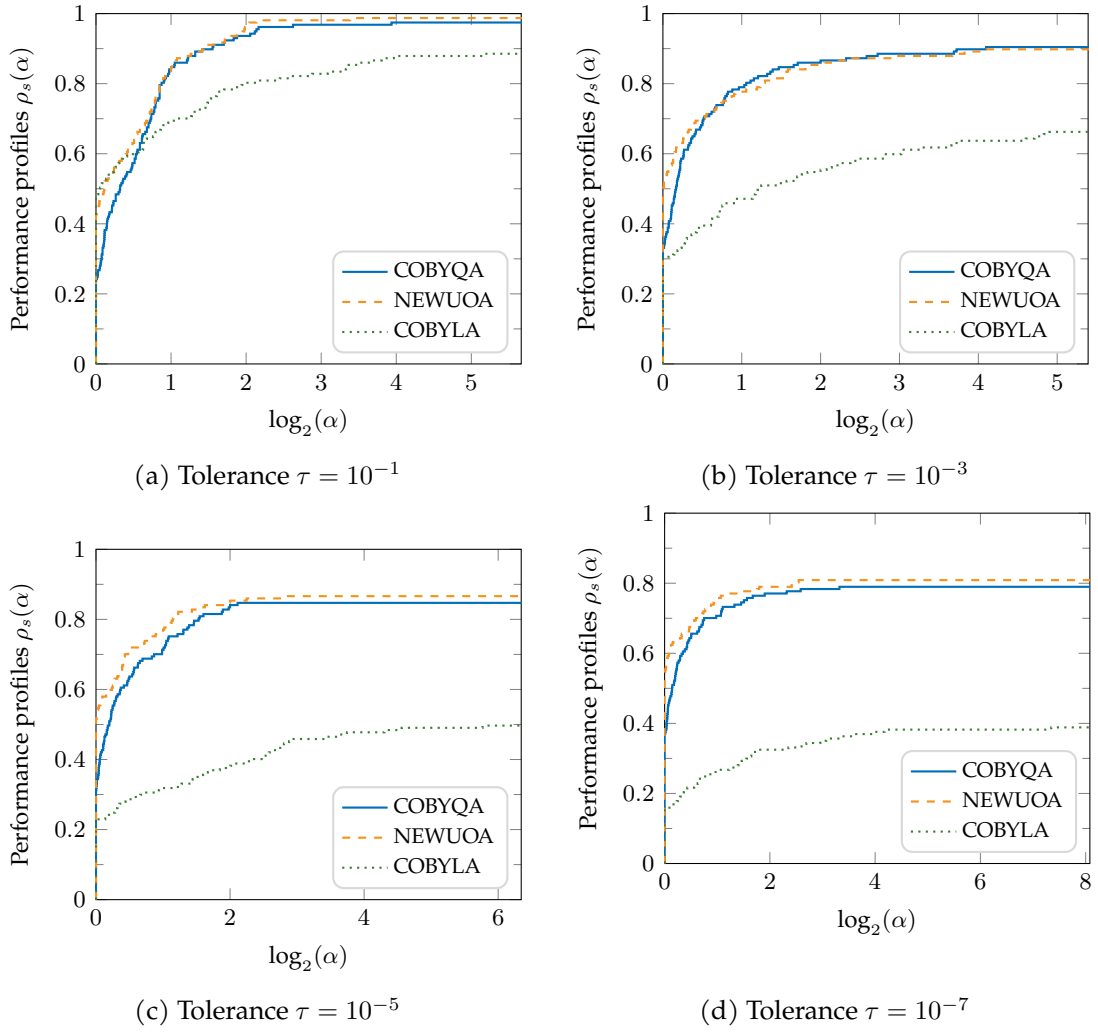 Performance profiles ρₛ(α)
1
0.8
0.6
0.4
0.2
0
0 1 2 3 4 5
log₂(α)
COBYQA
NEWUOA
COBYLA
(a) Tolerance τ = 10⁻¹
Performance profiles ρₛ(α)
1
0.8
0.6
0.4
0.2
0
0 1 2 3 4 5
log₂(α)
COBYQA
NEWUOA
COBYLA
(b) Tolerance τ = 10⁻³
Performance profiles ρₛ(α)
1
0.8
0.6
0.4
0.2
0
0 2 4 6
log₂(α)
COBYQA
NEWUOA
COBYLA
(c) Tolerance τ = 10⁻⁵
Performance profiles ρₛ(α)
1
0.8
0.6
0.4
0.2
0
0 2 4 6 8
log₂(α)
COBYQA
NEWUOA
COBYLA
(d) Tolerance τ = 10⁻⁷